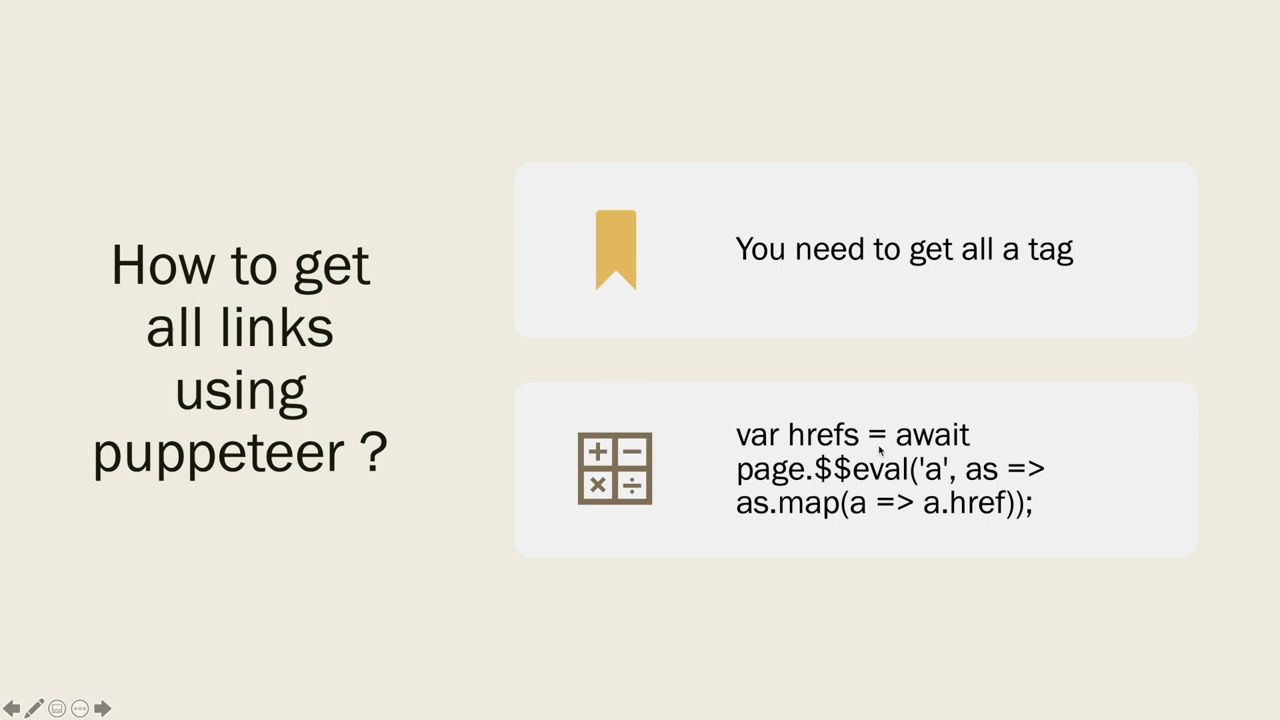 How to get
all links
using
puppeteer ?
You need to get all a tag
var hrefs = await
page.$$eval('a', as =>
as.map(a => a.href));